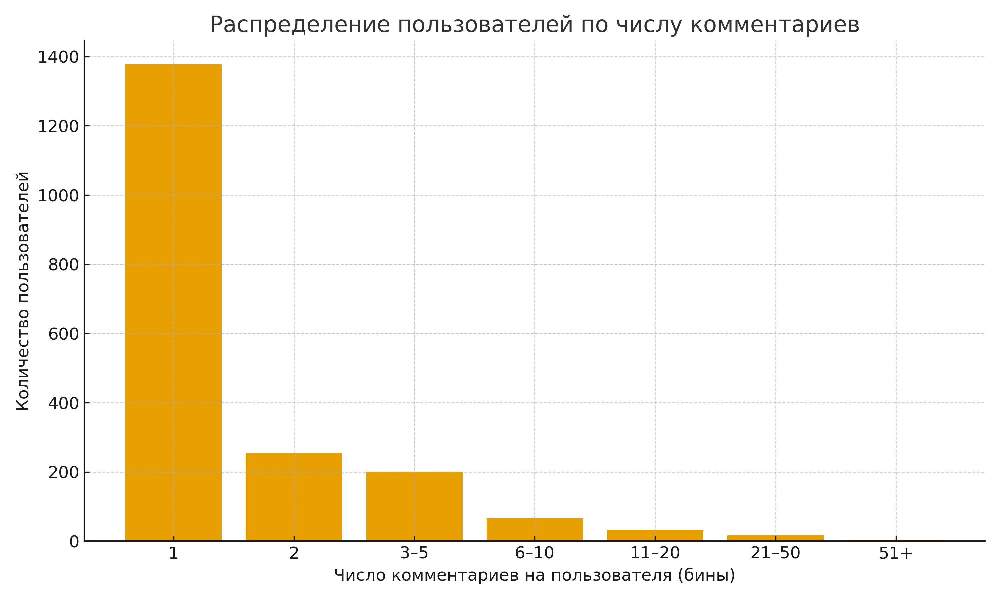 Распределение пользователей по числу комментариев
Количество пользователей
1400
1200
1000
800
600
400
200
0
1 2 3–5 6–10 11–20 21–50 51+
Число комментариев на пользователя (бины)